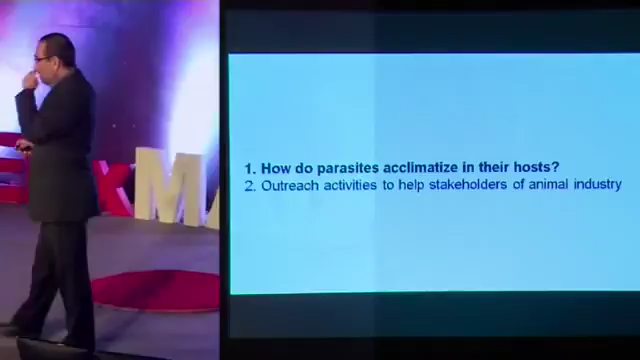 1. How do parasites acclimatize in their hosts?
2. Outreach activities to help stakeholders of animal industry
x M